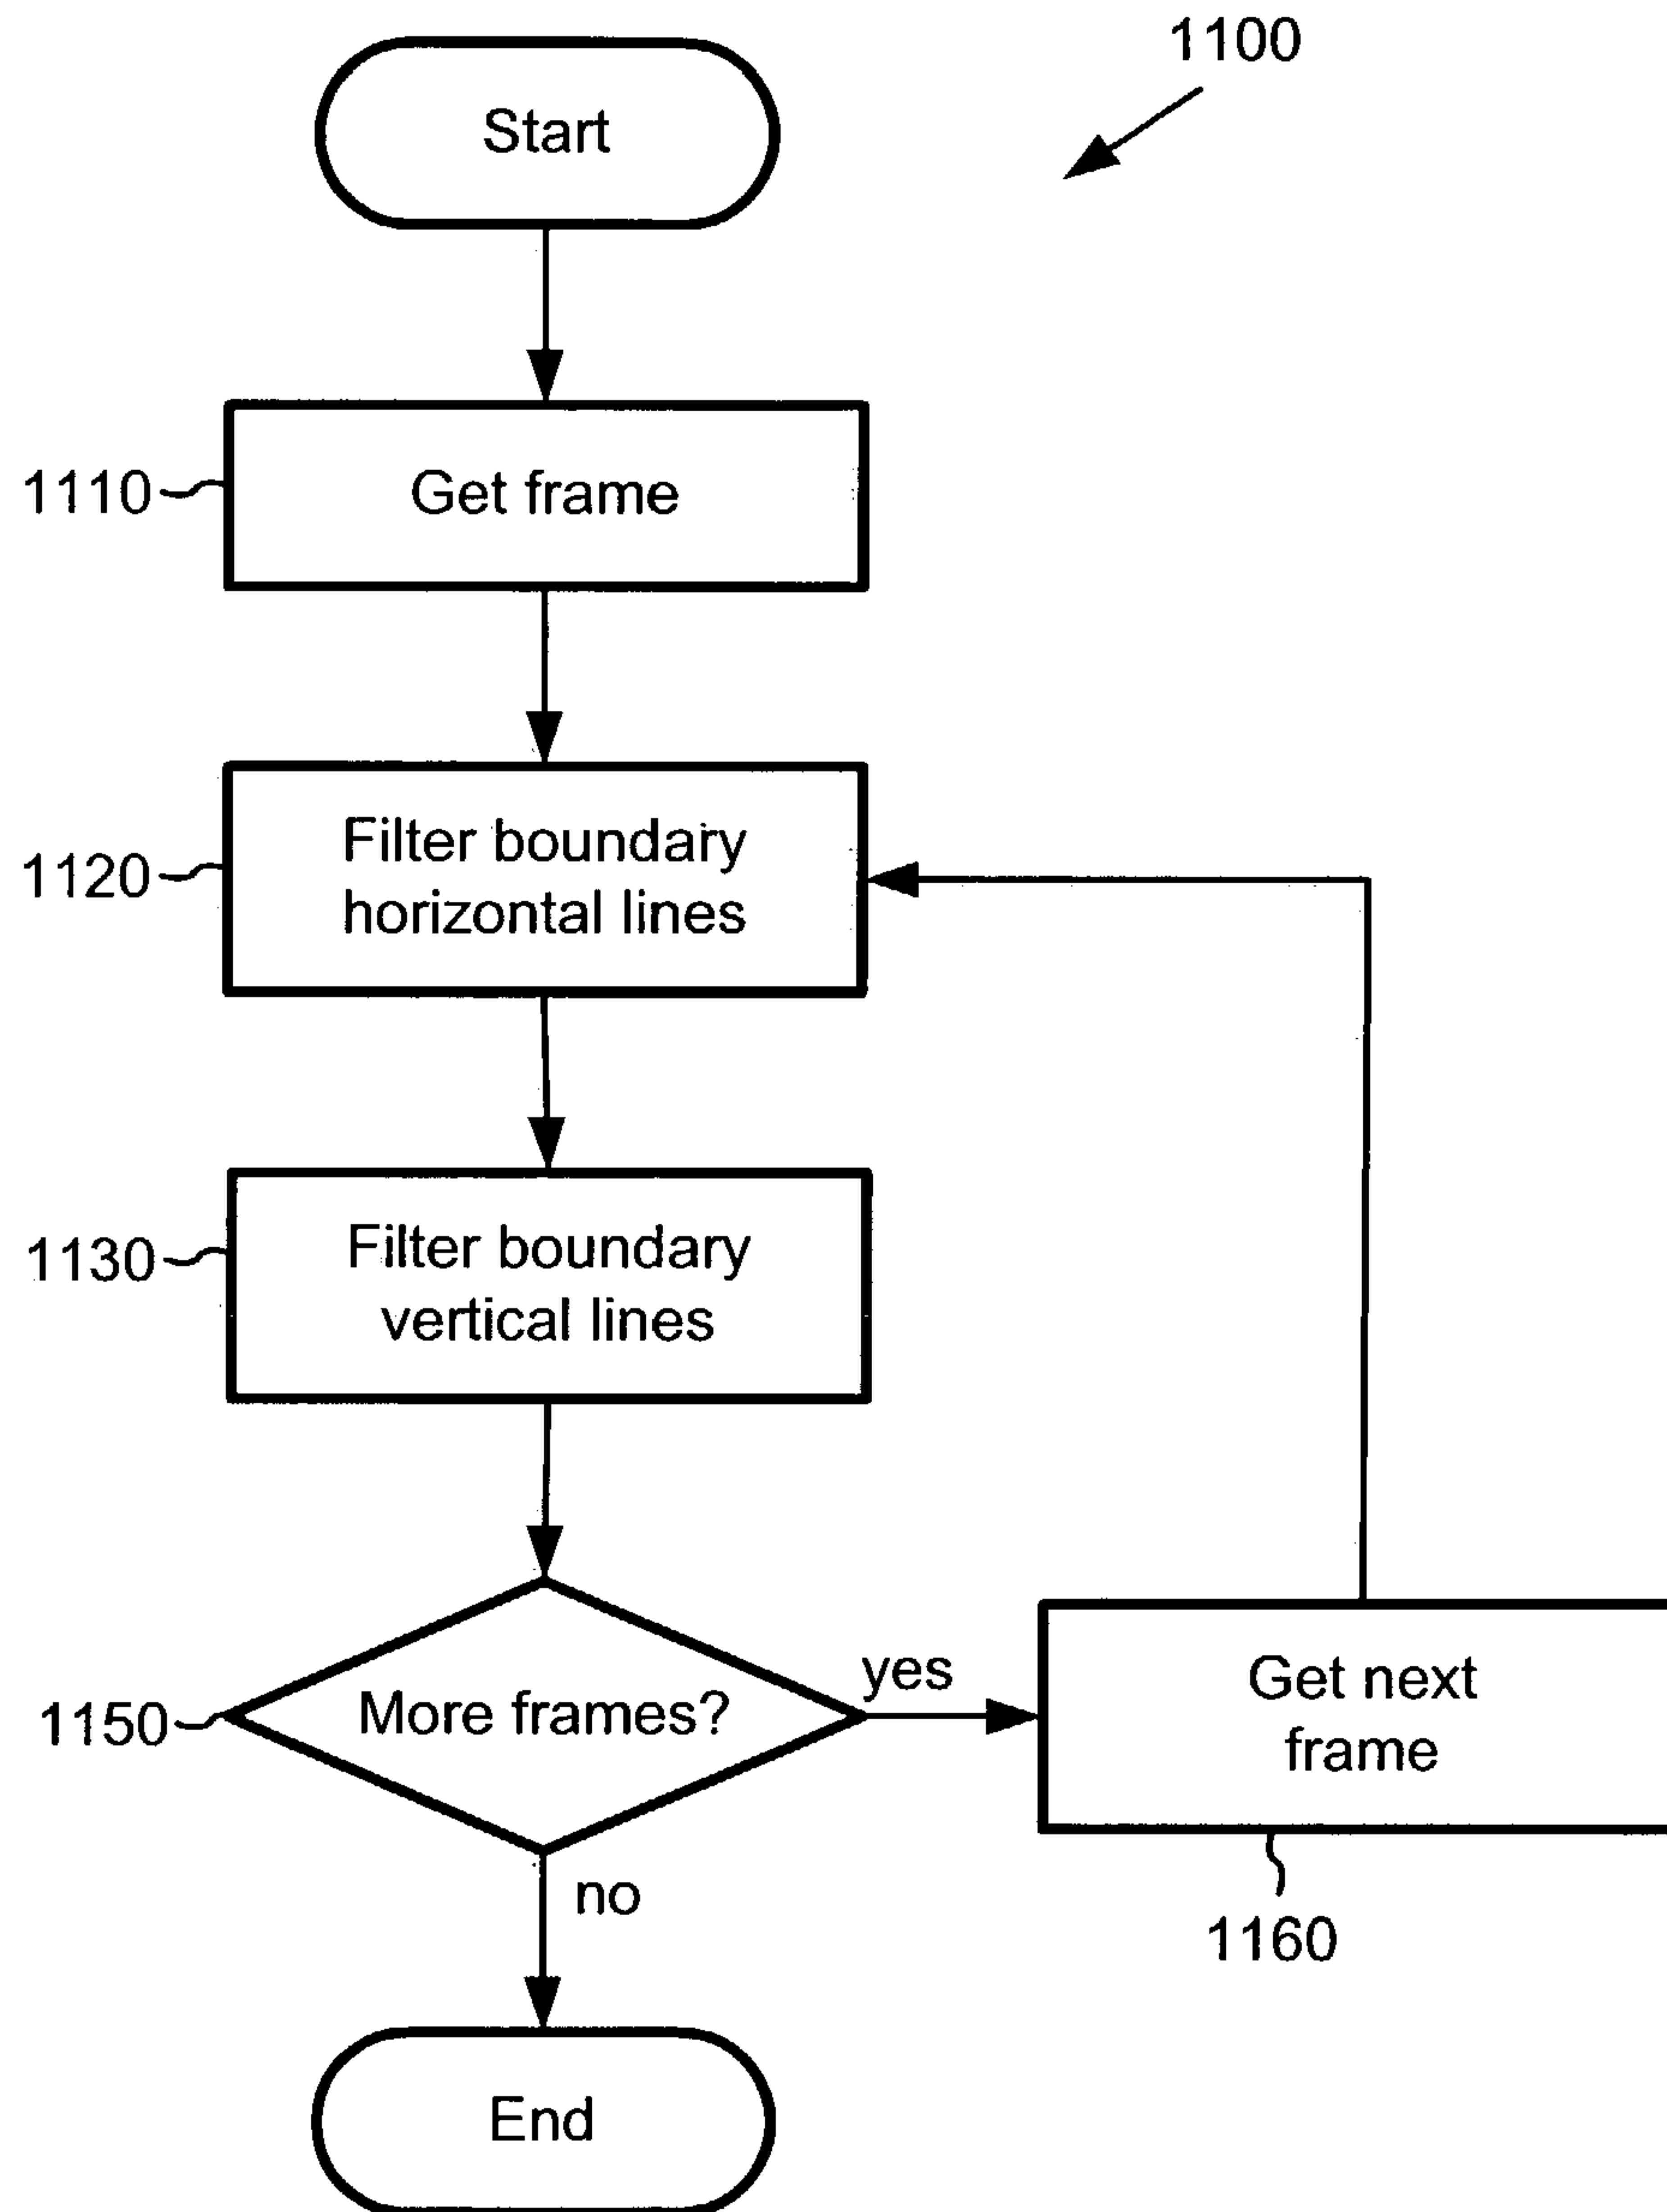 1100
Start
1110
Get frame
1120
Filter boundary
horizontal lines
1130
Filter boundary
vertical lines
1150
More frames?
yes
Get next
frame
1160
no
End